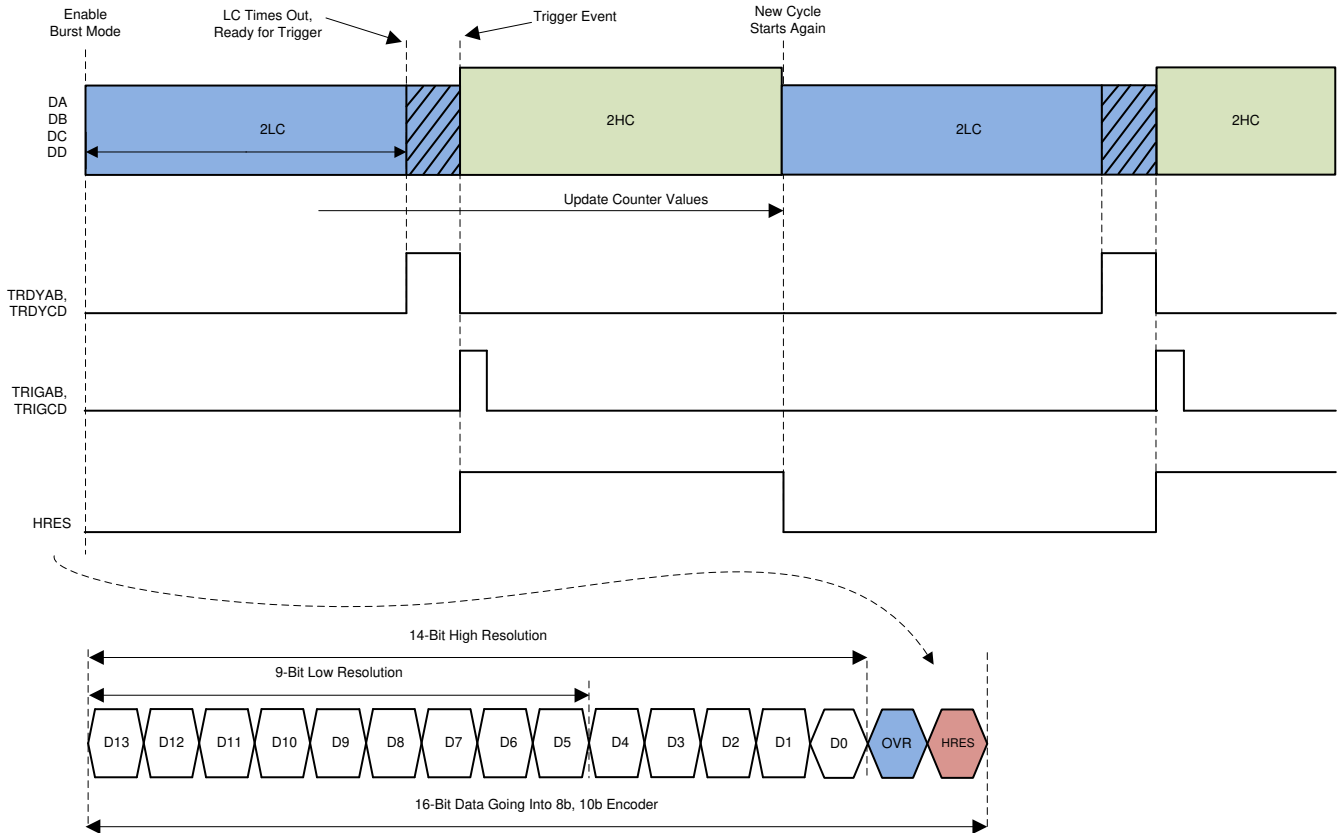 Enable
Burst Mode
LC Times Out,
Ready for Trigger
Trigger Event
New Cycle
Starts Again
DA
DB
DC
DD
2LC
2HC
2LC
2HC
Update Counter Values
TRDYAB,
TRDYCD
TRIGAB,
TRIGCD
HRES
14-Bit High Resolution
9-Bit Low Resolution
D13 D12 D11 D10 D9 D8 D7 D6 D5 D4 D3 D2 D1 D0 OVR HRES
16-Bit Data Going Into 8b, 10b Encoder